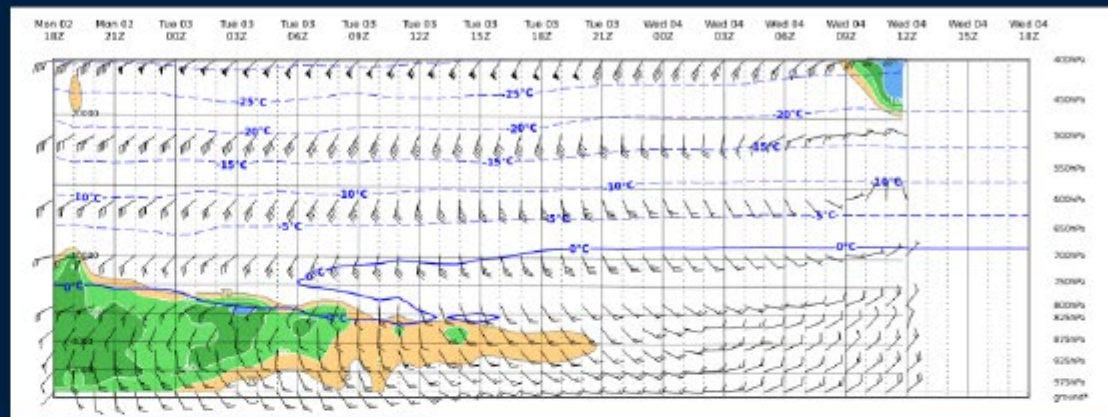 Mon 02 Mon 02 Tue 03 Tue 03 Tue 03 Tue 03 Tue 03 Tue 03 Tue 03 Tue 03 Wed 04 Wed 04 Wed 04 Wed 04 Wed 04 Wed 04 Wed 04
18Z 21Z 00Z 03Z 06Z 09Z 12Z 15Z 18Z 21Z 00Z 03Z 06Z 09Z 12Z 15Z 18Z
400hPa
-25°C -25°C
450hPa
-20°C -20°C -20°C
500hPa
-15°C -15°C -15°C
550hPa
-10°C -10°C -10°C -10°C
600hPa
-5°C -5°C -5°C
650hPa
0°C 0°C
700hPa
0°C 0°C
750hPa
800hPa
0°C
825hPa
875hPa
925hPa
975hPa
ground*